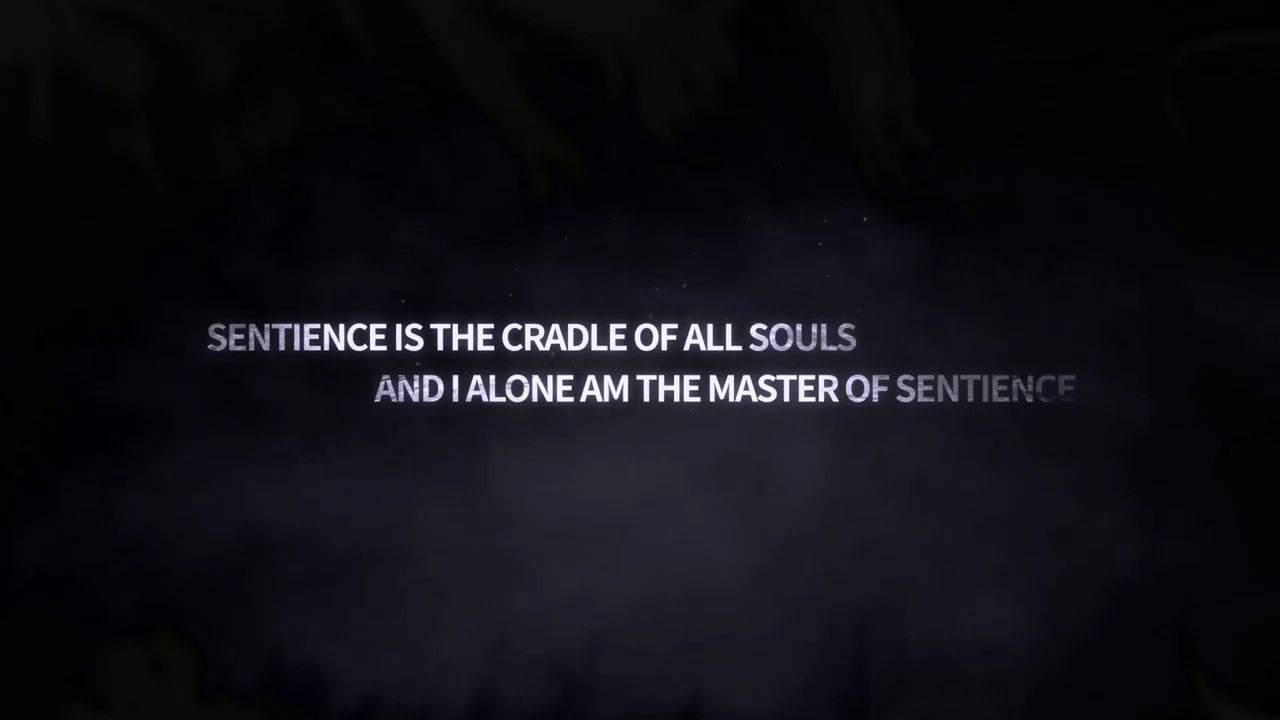 SENTIENCE IS THE CRADLE OF ALL SOULS
AND I ALONE AM THE MASTER OF SENTIENCE